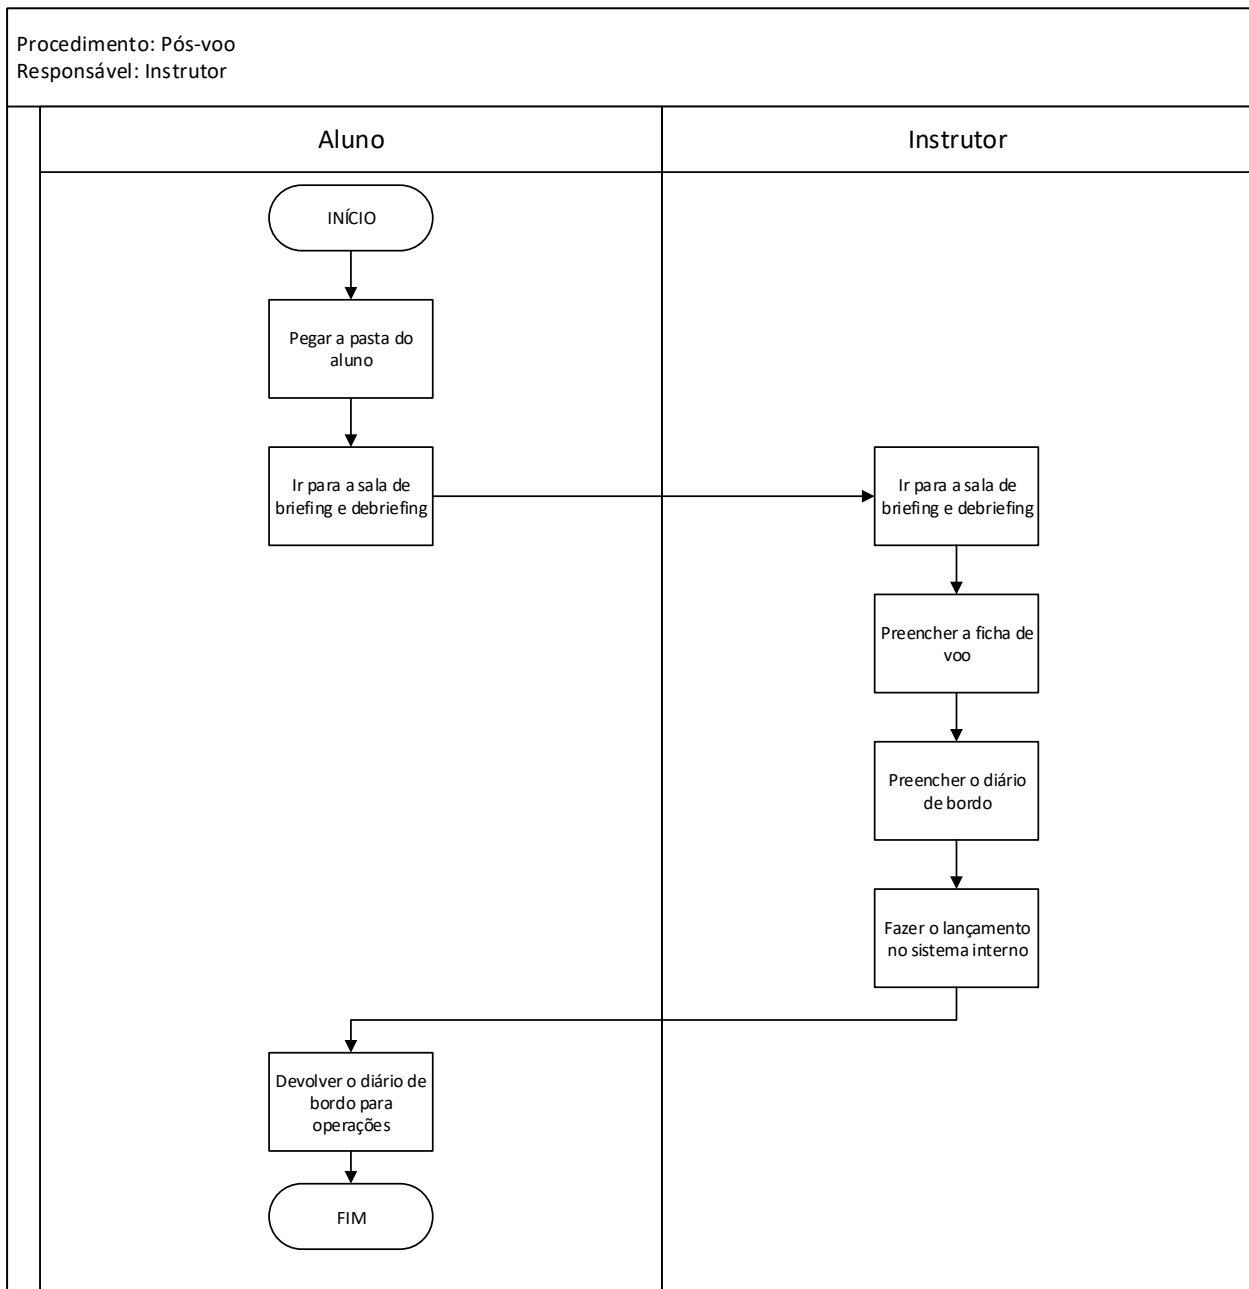 Procedimento: Pós-voo
Responsável: Instrutor
Aluno
Instrutor
INÍCIO
Pegar a pasta do
aluno
Ir para a sala de
briefing e debriefing
Ir para a sala de
briefing e debriefing
Preencher a ficha de
voo
Preencher o diário
de bordo
Fazer o lançamento
no sistema interno
Devolver o diário de
bordo para
operações
FIM